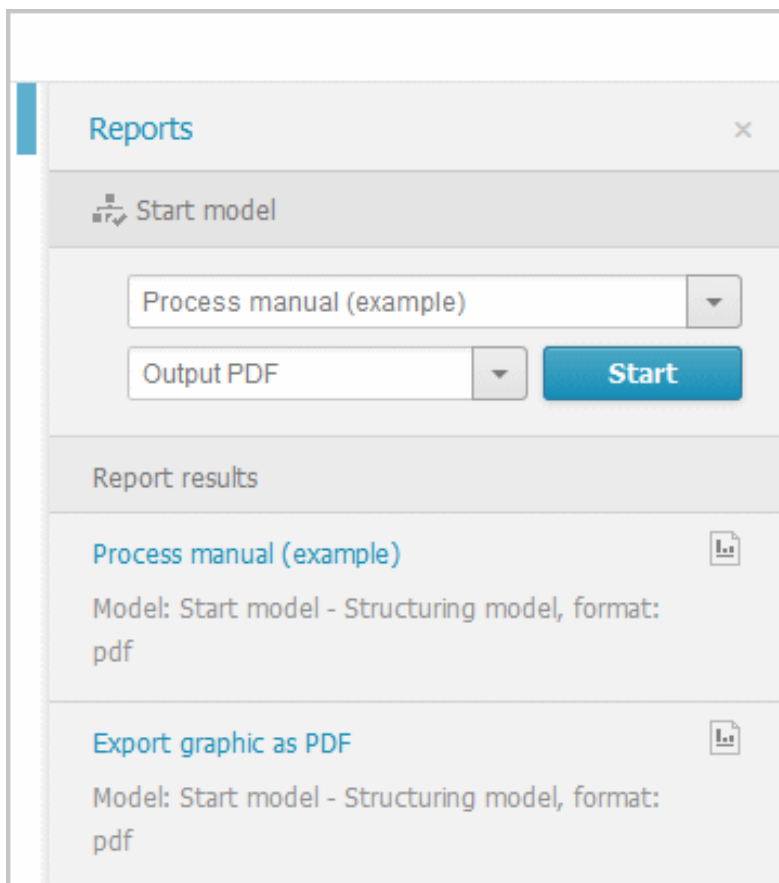 Reports
Start model
Process manual (example)
Output PDF
Start
Report results
Process manual (example)
Model: Start model - Structuring model, format:
pdf
Export graphic as PDF
Model: Start model - Structuring model, format:
pdf